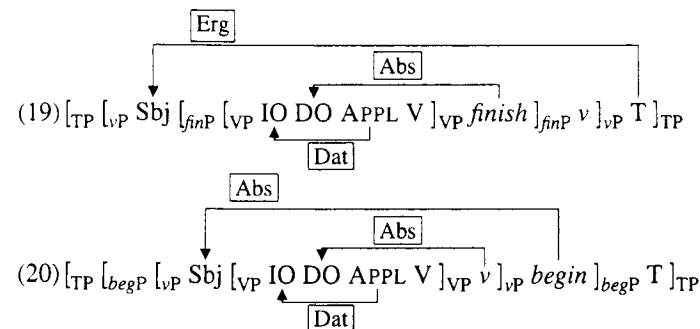 Erg
Abs
(19) [TP [vP Sbj [finP [VP IO DO APPL V ]VP finish ]finP v ]vP T ]TP
Dat
Abs
Abs
(20) [TP [begP [vP Sbj [VP IO DO APPL V ]VP v ]vP begin ]begP T ]TP
Dat